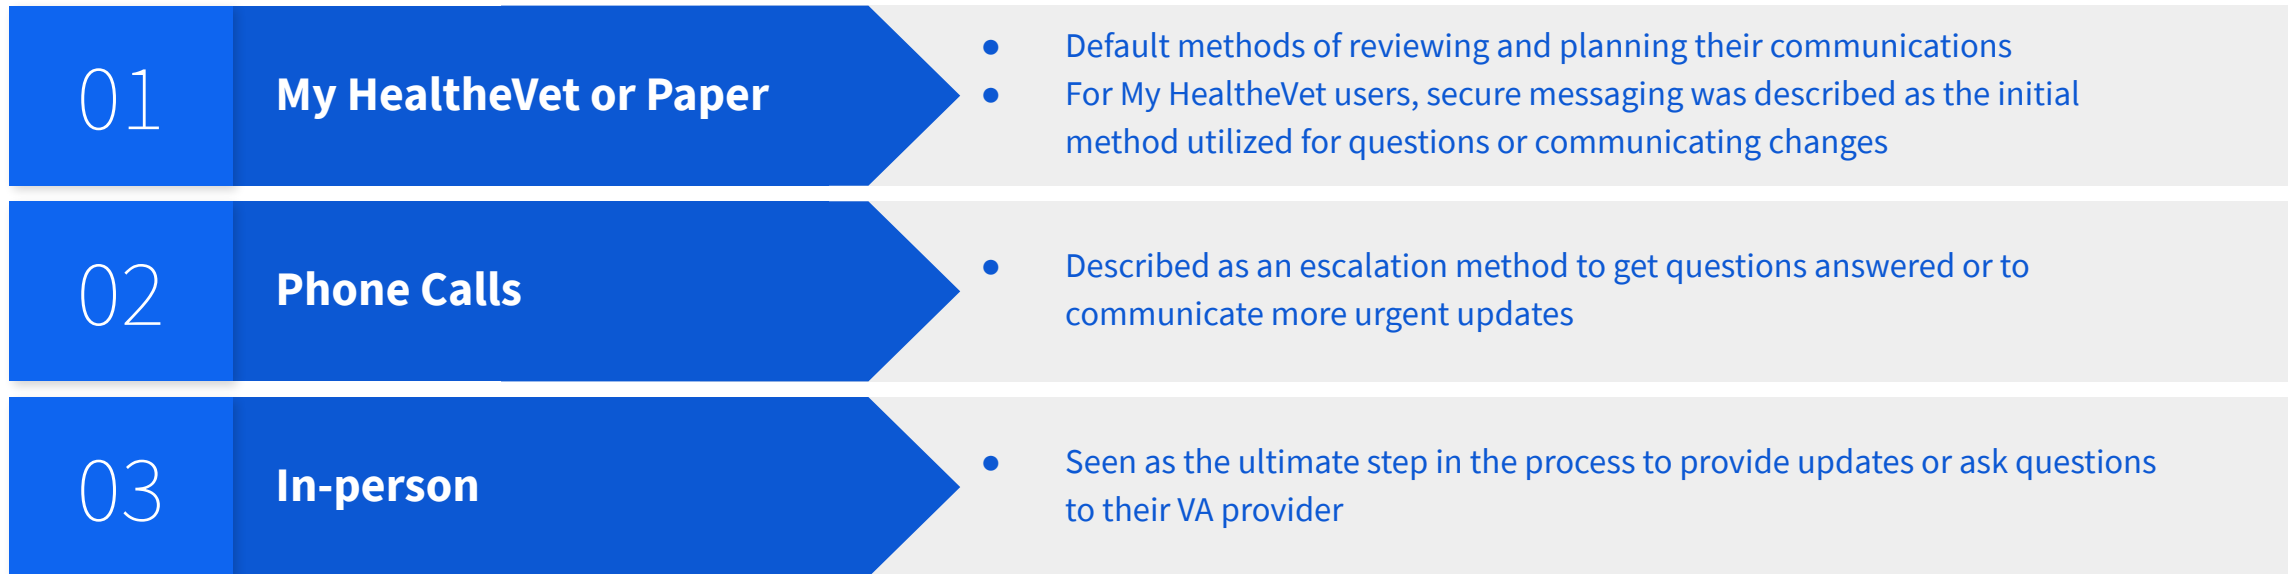 01
My HealtheVet or Paper
● Default methods of reviewing and planning their communications
● For My HealtheVet users, secure messaging was described as the initial
method utilized for questions or communicating changes
02
Phone Calls
● Described as an escalation method to get questions answered or to
communicate more urgent updates
03
In-person
● Seen as the ultimate step in the process to provide updates or ask questions
to their VA provider